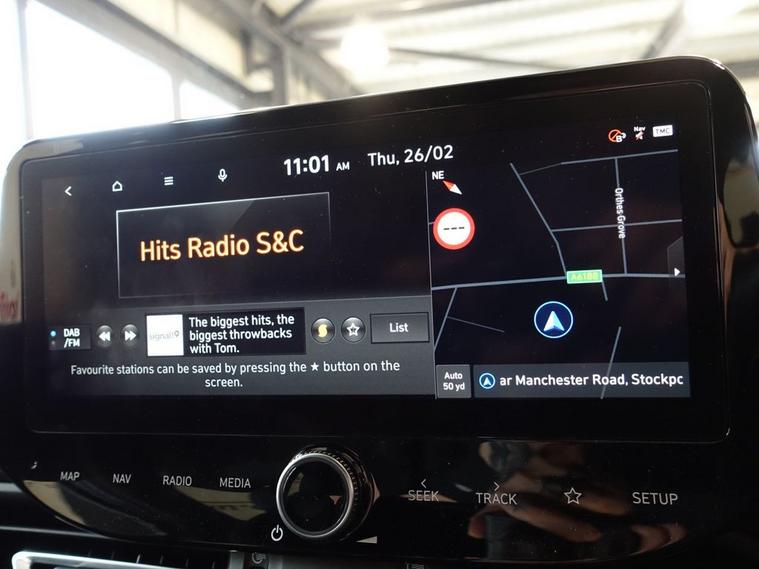 11:01 AM Thu, 26/02
Nav
TMC
NE
Hits Radio S&C
---
Orthes Grove
DAB
/FM
signal1
The biggest hits, the
biggest throwbacks
with Tom.
List
Favourite stations can be saved by pressing the ★ button on the
screen.
Auto
50 yd
ar Manchester Road, Stockpo
MAP NAV RADIO MEDIA
SEEK TRACK SETUP